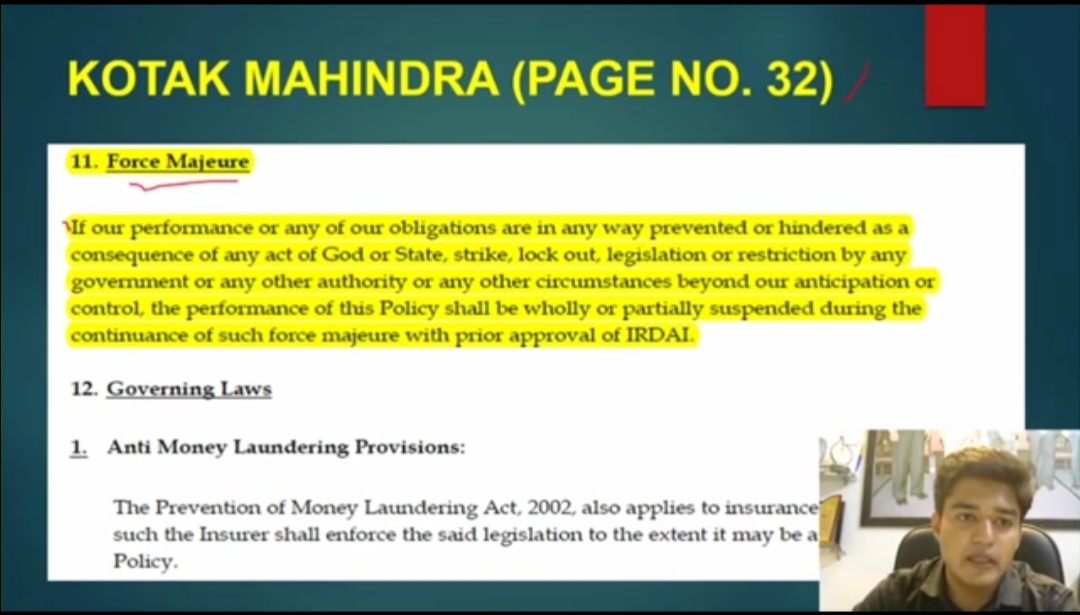 KOTAK MAHINDRA (PAGE NO. 32)
11. Force Majeure
If our performance or any of our obligations are in any way prevented or hindered as a
consequence of any act of God or State, strike, lock out, legislation or restriction by any
government or any other authority or any other circumstances beyond our anticipation or
control, the performance of this Policy shall be wholly or partially suspended during the
continuance of such force majeure with prior approval of IRDAI.
12. Governing Laws
1. Anti Money Laundering Provisions:
The Prevention of Money Laundering Act, 2002, also applies to insurance
such the Insurer shall enforce the said legislation to the extent it may be a
Policy.